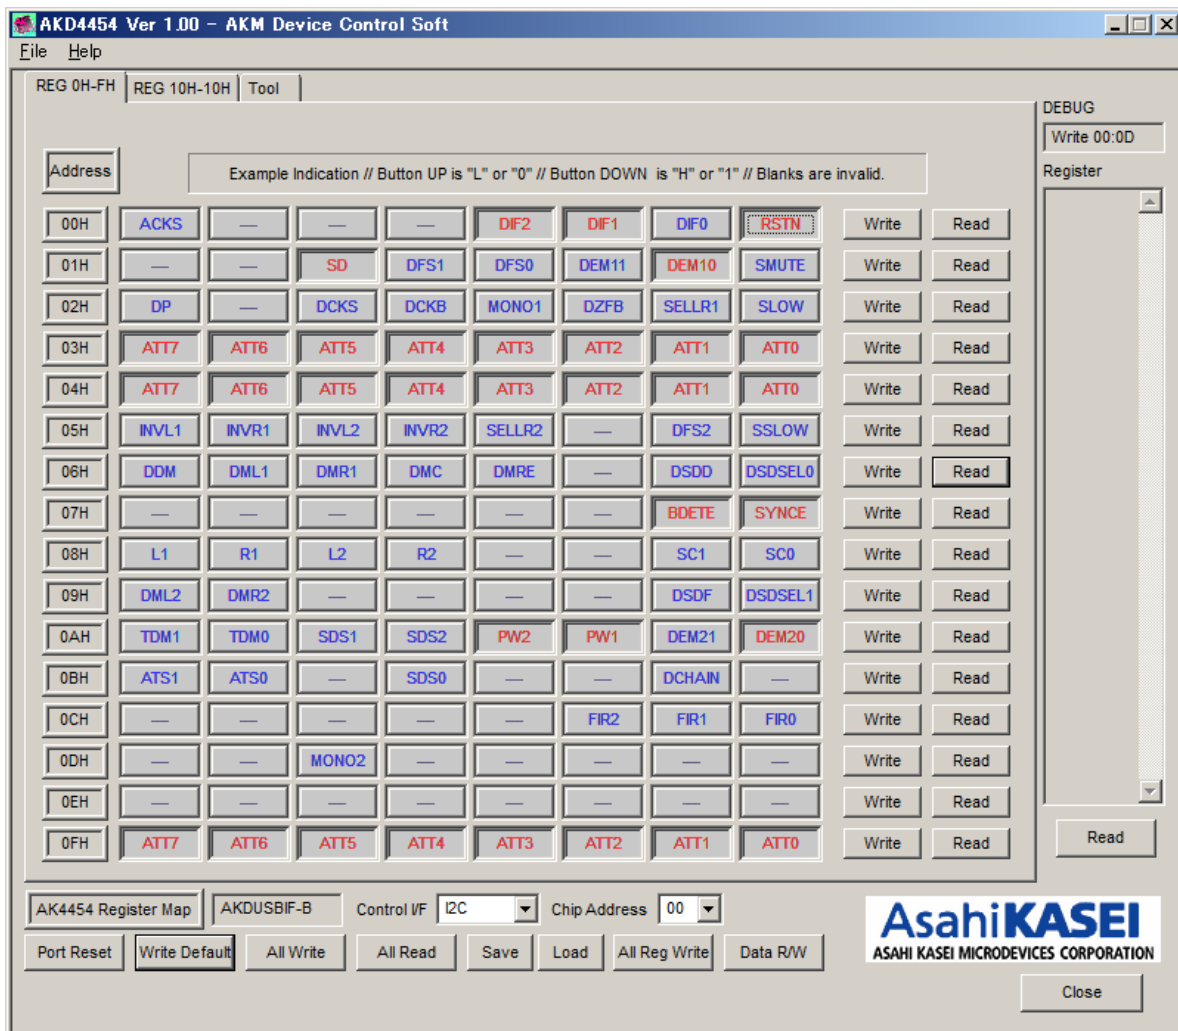 AKD4454 Ver 1.00 - AKM Device Control Soft
File Help
REG 0H-FH REG 10H-10H Tool
DEBUG
Write 00:0D
Address
Example Indication // Button UP is "L" or "0" // Button DOWN is "H" or "1" // Blanks are invalid.
Register
00H ACKS — — — DIF2 DIF1 DIF0 RSTN Write Read
01H — — SD DFS1 DFS0 DEM11 DEM10 SMUTE Write Read
02H DP — DCKS DCKB MONO1 DZFB SELLR1 SLOW Write Read
03H ATT7 ATT6 ATT5 ATT4 ATT3 ATT2 ATT1 ATT0 Write Read
04H ATT7 ATT6 ATT5 ATT4 ATT3 ATT2 ATT1 ATT0 Write Read
05H INVL1 INVR1 INVL2 INVR2 SELLR2 — DFS2 SSLOW Write Read
06H DDM DML1 DMR1 DMC DMRE — DSDD DSDSEL0 Write Read
07H — — — — — — BDETE SYNCE Write Read
08H L1 R1 L2 R2 — — SC1 SC0 Write Read
09H DML2 DMR2 — — — — DSDF DSDSEL1 Write Read
0AH TDM1 TDM0 SDS1 SDS2 PW2 PW1 DEM21 DEM20 Write Read
0BH ATS1 ATS0 — SDS0 — — DCHAIN — Write Read
0CH — — — — — FIR2 FIR1 FIR0 Write Read
0DH — — MONO2 — — — — — Write Read
0EH — — — — — — — — Write Read
0FH ATT7 ATT6 ATT5 ATT4 ATT3 ATT2 ATT1 ATT0 Write Read
Read
AK4454 Register Map AKDUSBIF-B Control I/F I2C Chip Address 00
AsahiKASEI
ASAHI KASEI MICRODEVICES CORPORATION
Port Reset Write Default All Write All Read Save Load All Reg Write Data R/W
Close